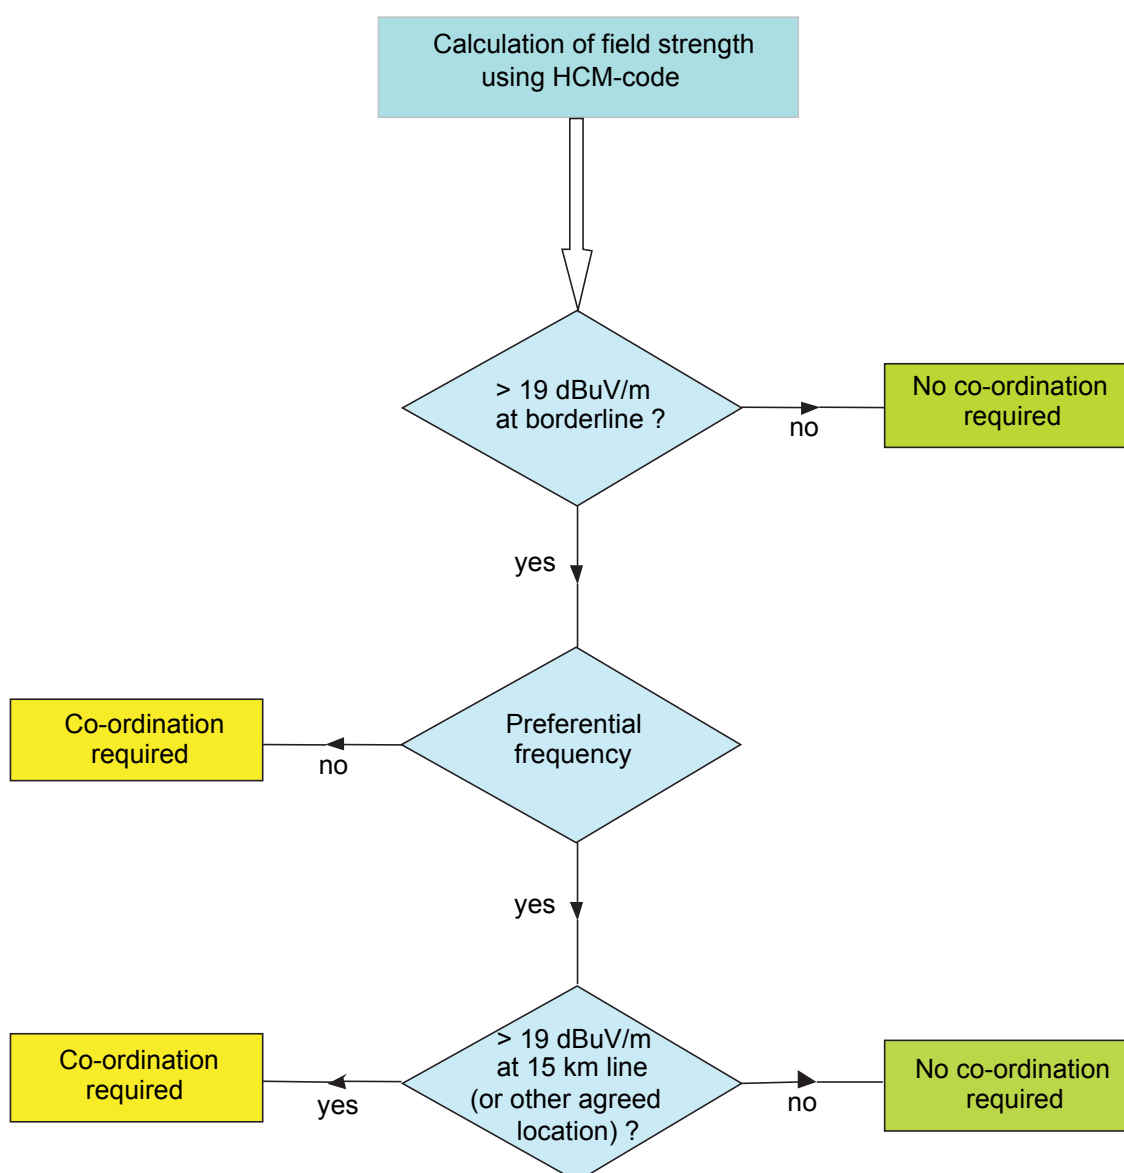 Calculation of field strength
using HCM-code
> 19 dBuV/m
at borderline ?
No co-ordination
required
no
yes
Preferential
frequency
Co-ordination
required
no
yes
> 19 dBuV/m
at 15 km line
(or other agreed
location) ?
Co-ordination
required
yes
No co-ordination
required
no